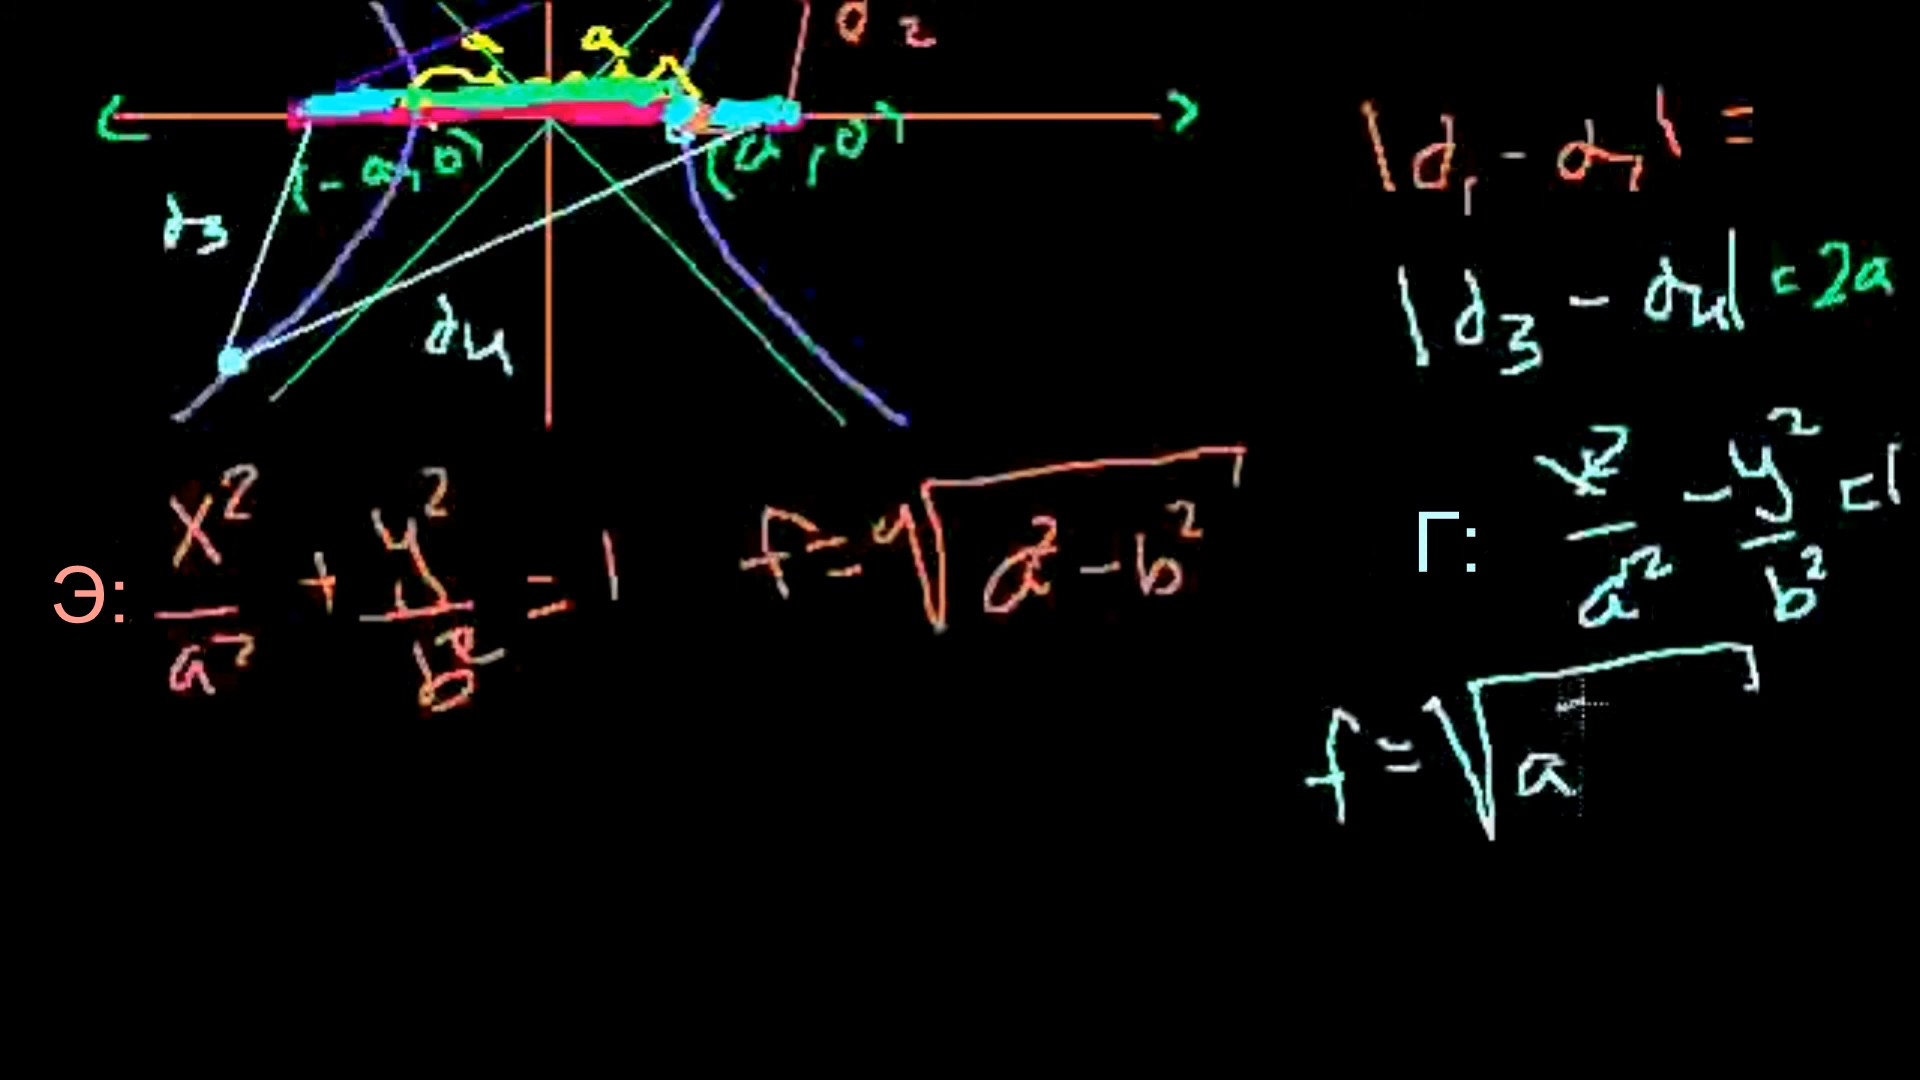 a a d₂
(-a,0) (a,0)
|d₁ - d₂| =
d₃
|d₃ - d₄| = 2a
d₄
Э: x²/a² + y²/b² = 1 f = √(a² - b²)
Г: x²/a² - y²/b² = 1
f = √a